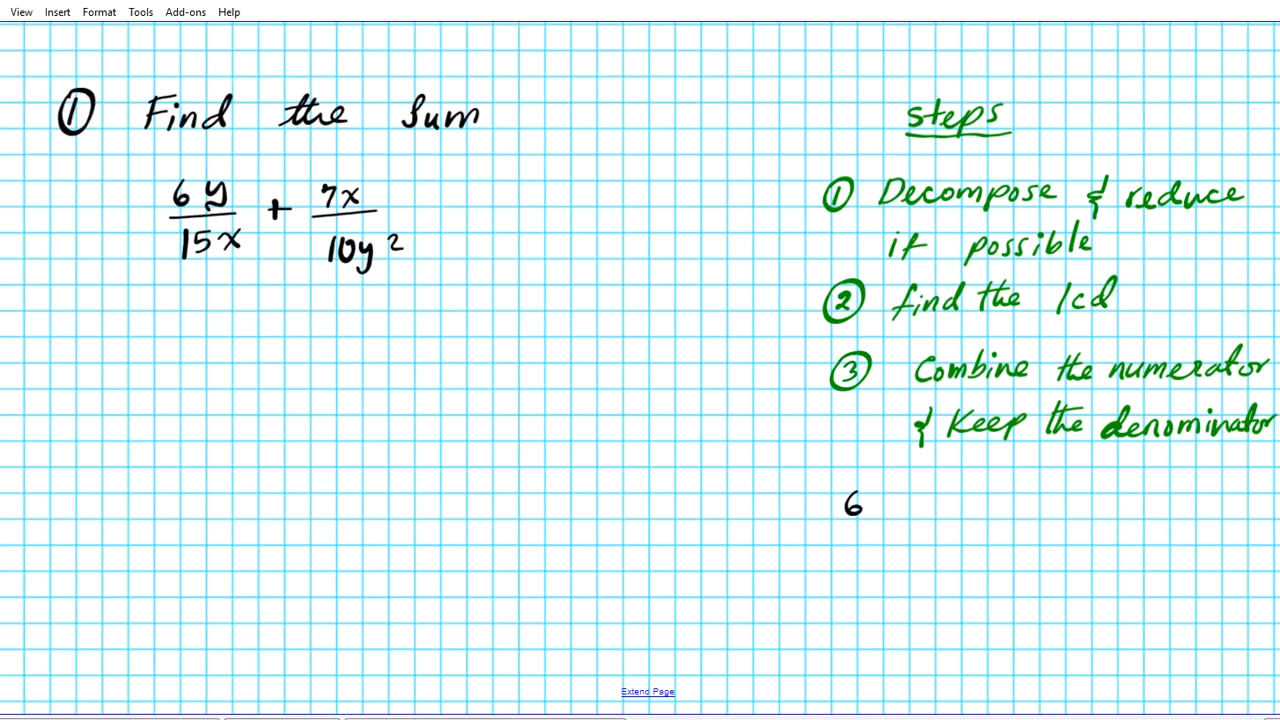 View Insert Format Tools Add-ons Help
① Find the Sum
6y/15x + 7x/10y²
steps
① Decompose & reduce
if possible
② find the lcd
③ Combine the numerator
& Keep the denominator
6
Extend Page